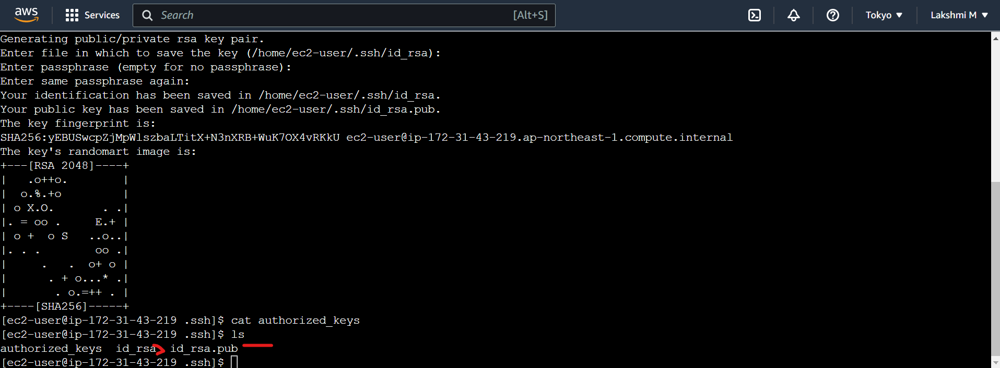 aws Services Search [Alt+S] Tokyo Lakshmi M
Generating public/private rsa key pair.
Enter file in which to save the key (/home/ec2-user/.ssh/id_rsa):
Enter passphrase (empty for no passphrase):
Enter same passphrase again:
Your identification has been saved in /home/ec2-user/.ssh/id_rsa.
Your public key has been saved in /home/ec2-user/.ssh/id_rsa.pub.
The key fingerprint is:
SHA256:yEBUSwcpZjMpWlszbaLTitX+N3nXRB+WuK7OX4vRKkU ec2-user@ip-172-31-43-219.ap-northeast-1.compute.internal
The key's randomart image is:
+---[RSA 2048]----+
|   .o++o.        |
|  o.%.+o         |
| o X.O.       . .|
|. = oo .     E.+ |
| o +  o S   ..o..|
|. . .        oo .|
|     .   .  o+ o |
|      . + o...* .|
|       . o.=++ . |
+----[SHA256]-----+
[ec2-user@ip-172-31-43-219 .ssh]$ cat authorized_keys
[ec2-user@ip-172-31-43-219 .ssh]$ ls
authorized_keys  id_rsa  id_rsa.pub
[ec2-user@ip-172-31-43-219 .ssh]$